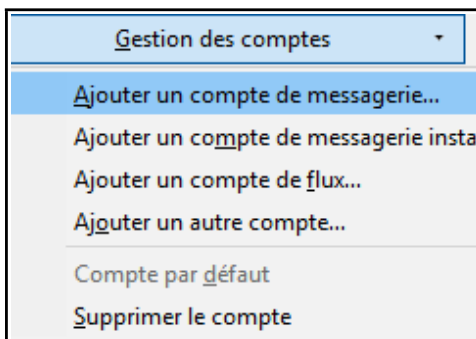 Gestion des comptes
Ajouter un compte de messagerie...
Ajouter un compte de messagerie insta
Ajouter un compte de flux...
Ajouter un autre compte...
Compte par défaut
Supprimer le compte